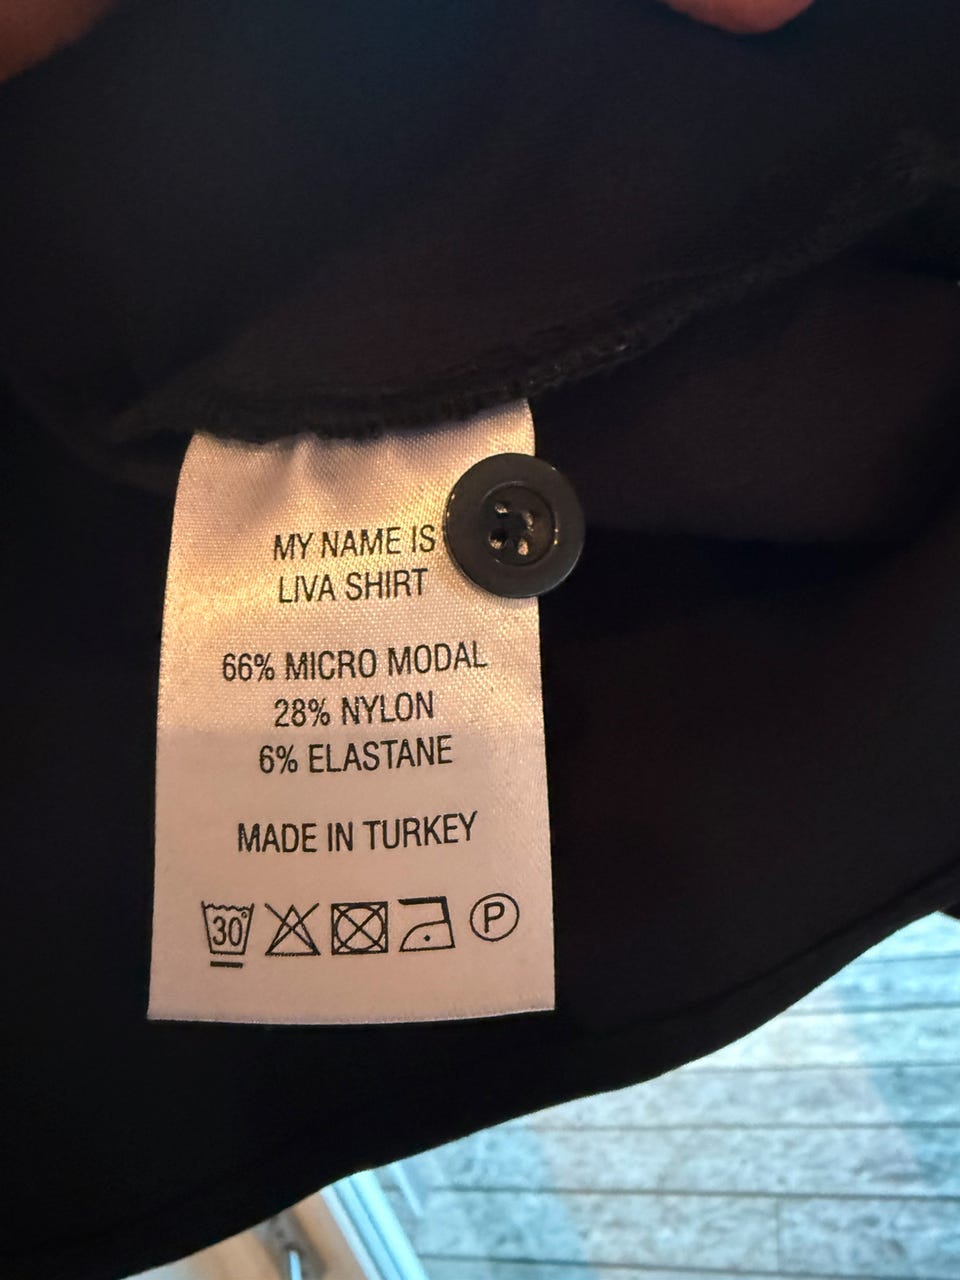 MY NAME IS
LIVA SHIRT
66% MICRO MODAL
28% NYLON
6% ELASTANE
MADE IN TURKEY
30° P